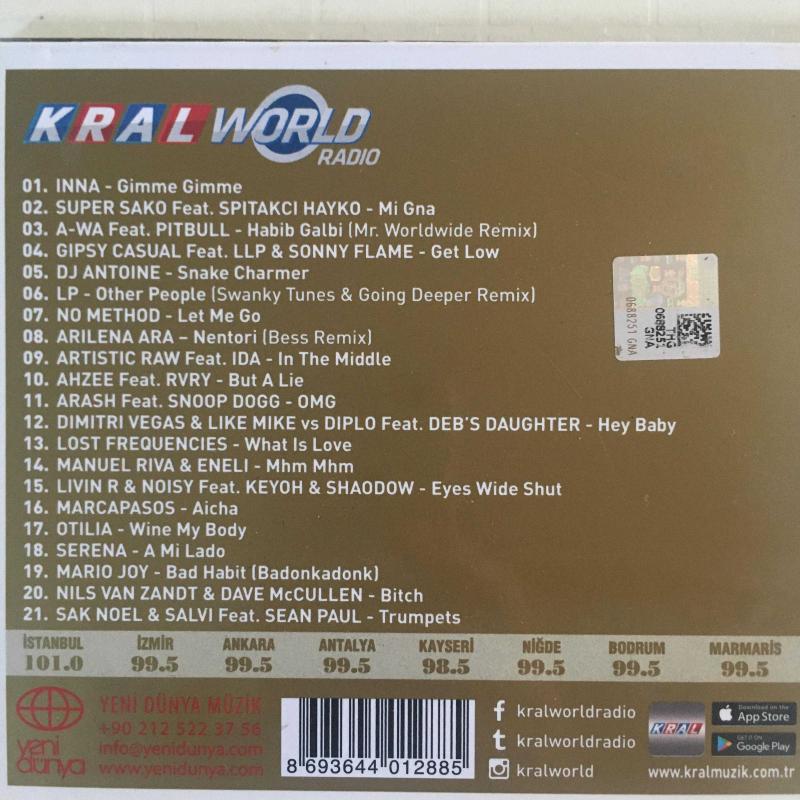 KRAL WORLD
RADIO
01. INNA - Gimme Gimme
02. SUPER SAKO Feat. SPITAKCI HAYKO - Mi Gna
03. A-WA Feat. PITBULL - Habib Galbi (Mr. Worldwide Remix)
04. GIPSY CASUAL Feat. LLP & SONNY FLAME - Get Low
05. DJ ANTOINE - Snake Charmer
06. LP - Other People (Swanky Tunes & Going Deeper Remix)
07. NO METHOD - Let Me Go
08. ARILENA ARA – Nentori (Bess Remix)
09. ARTISTIC RAW Feat. IDA - In The Middle
10. AHZEE Feat. RVRY - But A Lie
11. ARASH Feat. SNOOP DOGG - OMG
12. DIMITRI VEGAS & LIKE MIKE vs DIPLO Feat. DEB'S DAUGHTER - Hey Baby
13. LOST FREQUENCIES - What Is Love
14. MANUEL RIVA & ENELI - Mhm Mhm
15. LIVIN R & NOISY Feat. KEYOH & SHAODOW - Eyes Wide Shut
16. MARCAPASOS - Aicha
17. OTILIA - Wine My Body
18. SERENA - A Mi Lado
19. MARIO JOY - Bad Habit (Badonkadonk)
20. NILS VAN ZANDT & DAVE McCULLEN - Bitch
21. SAK NOEL & SALVI Feat. SEAN PAUL - Trumpets
0688251 GNA
0688251
THG
GNA
İSTANBUL İZMİR ANKARA ANTALYA KAYSERİ NİĞDE BODRUM MARMARİS
101.0 99.5 99.5 99.5 98.5 99.5 99.5 99.5
yeni
dünya
YENİ DÜNYA MÜZİK
+90 212 522 37 56
info@yenidunya.com
www.yenidunya.com
8 693644 012885
kralworldradio
kralworldradio
kralworld
KRAL
Download on the
App Store
GET IT ON
Google Play
www.kralmuzik.com.tr